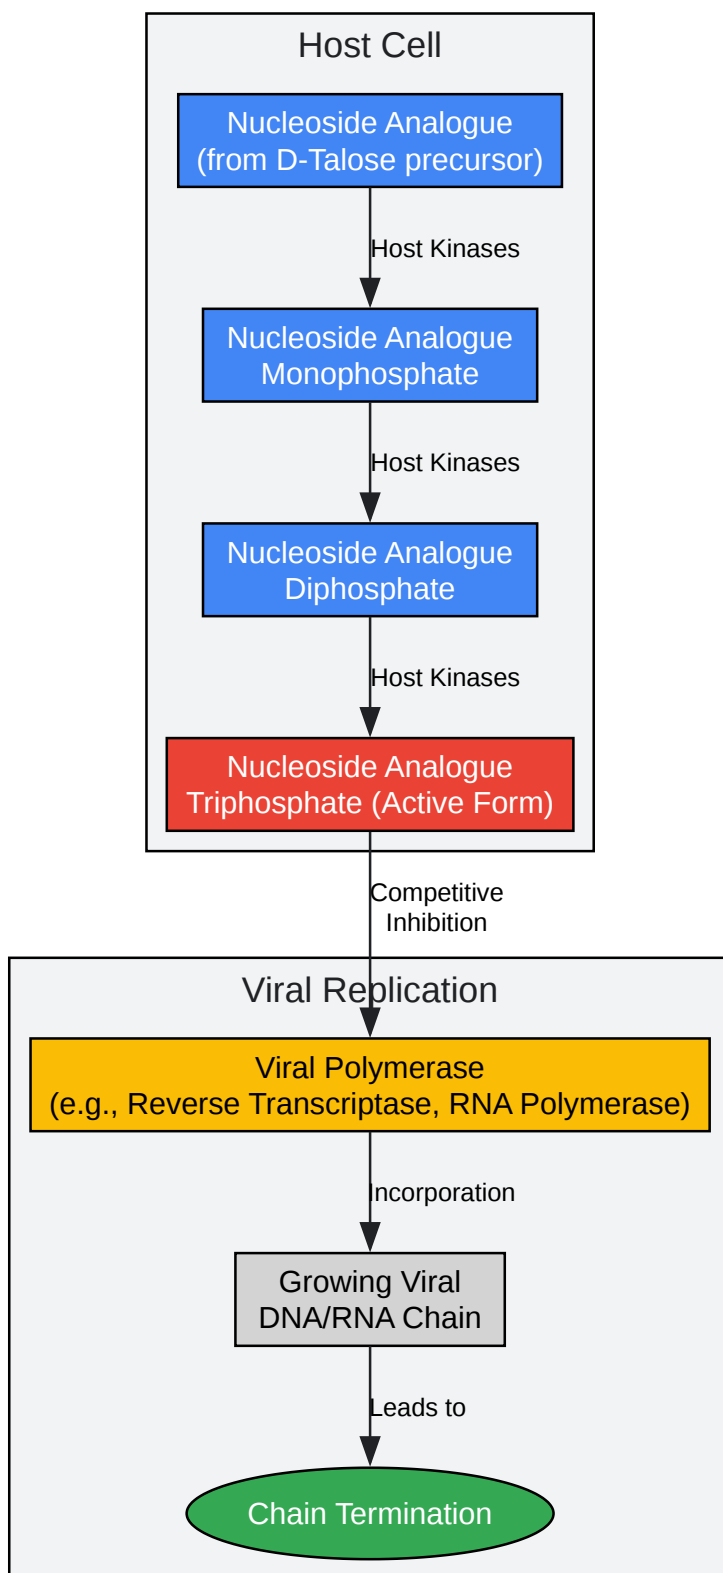 Host Cell
Nucleoside Analogue
(from D-Talose precursor)
Host Kinases
Nucleoside Analogue
Monophosphate
Host Kinases
Nucleoside Analogue
Diphosphate
Host Kinases
Nucleoside Analogue
Triphosphate (Active Form)
Competitive
Inhibition
Viral Replication
Viral Polymerase
(e.g., Reverse Transcriptase, RNA Polymerase)
Incorporation
Growing Viral
DNA/RNA Chain
Leads to
Chain Termination